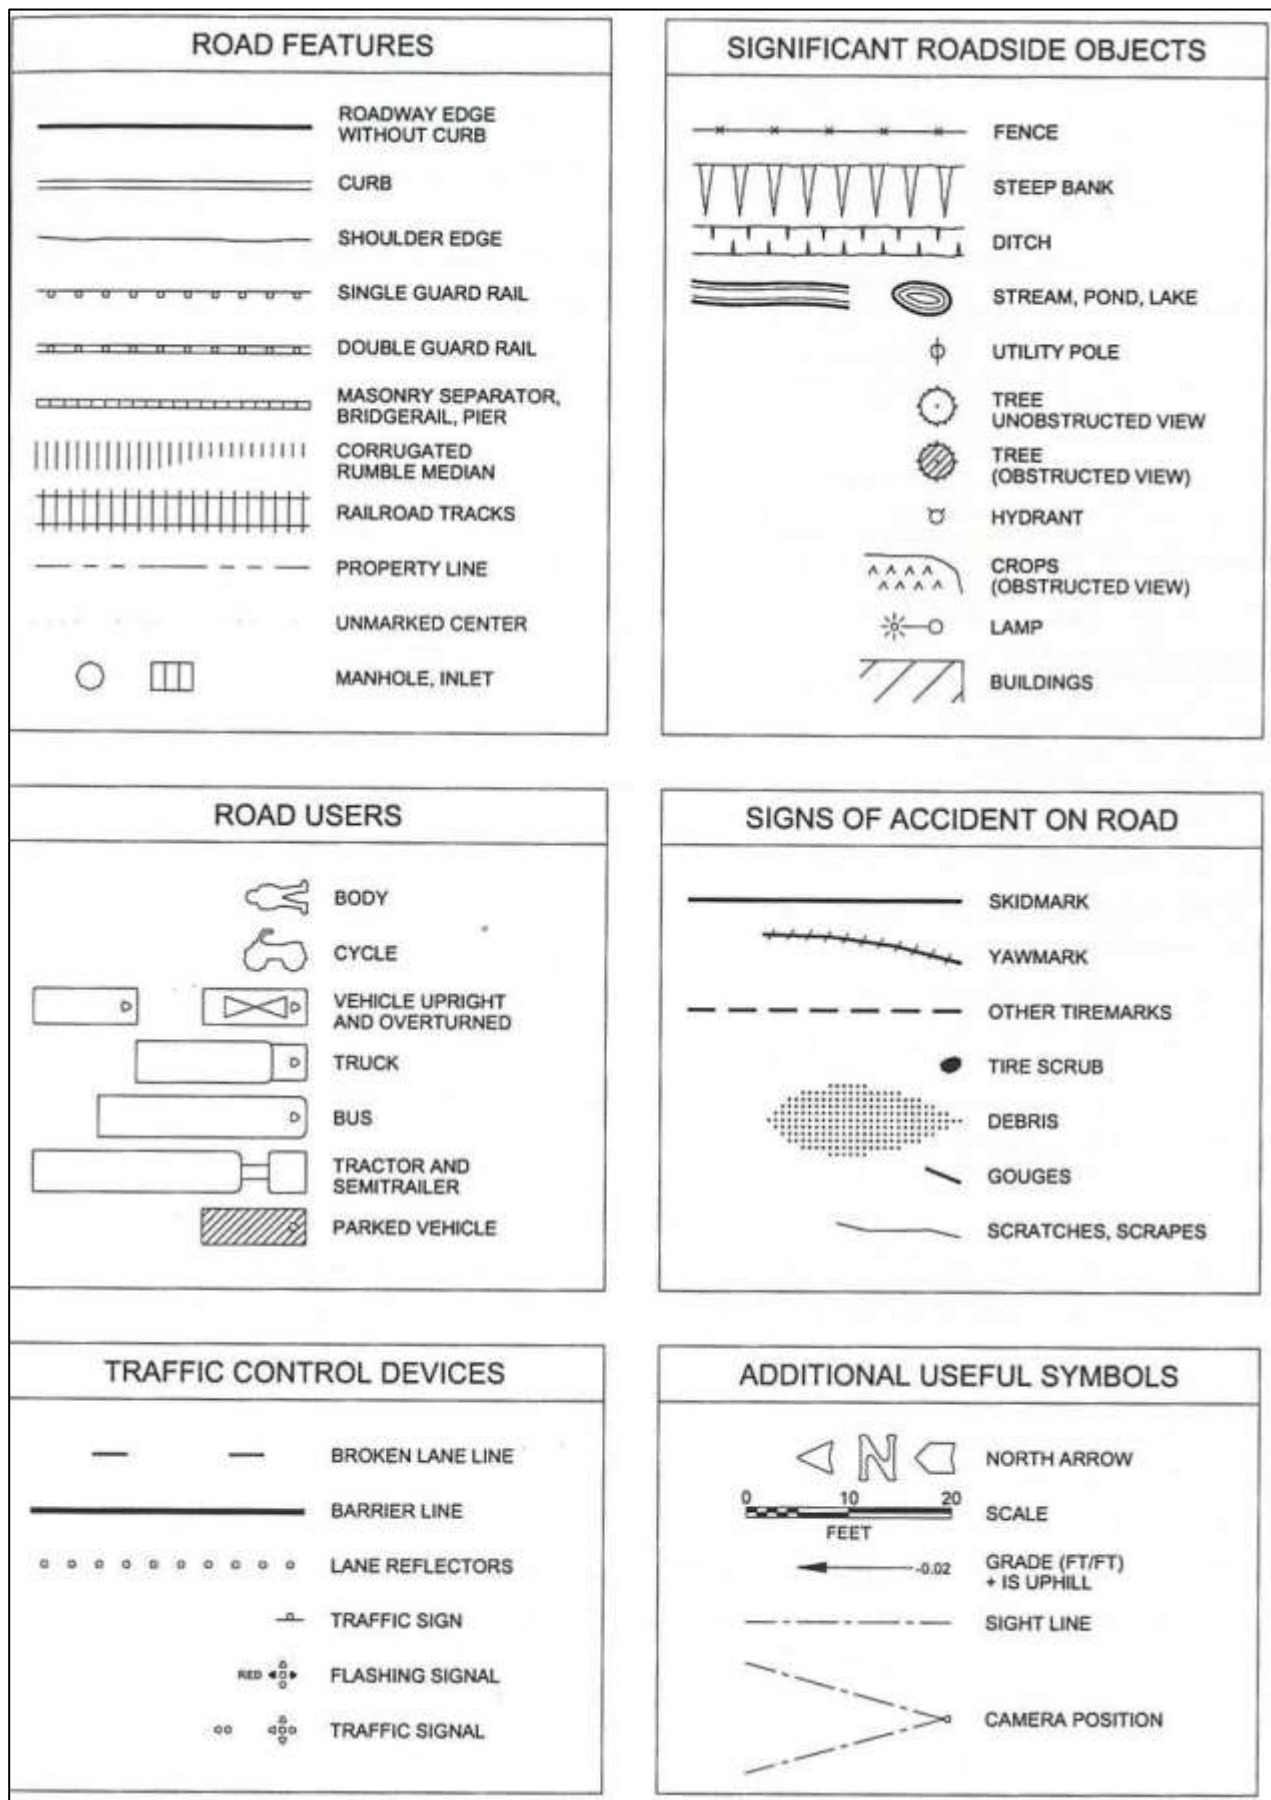 ROAD FEATURES
ROADWAY EDGE
WITHOUT CURB
CURB
SHOULDER EDGE
SINGLE GUARD RAIL
DOUBLE GUARD RAIL
MASONRY SEPARATOR,
BRIDGERAIL, PIER
CORRUGATED
RUMBLE MEDIAN
RAILROAD TRACKS
PROPERTY LINE
UNMARKED CENTER
MANHOLE, INLET
SIGNIFICANT ROADSIDE OBJECTS
FENCE
STEEP BANK
DITCH
STREAM, POND, LAKE
UTILITY POLE
TREE
UNOBSTRUCTED VIEW
TREE
(OBSTRUCTED VIEW)
HYDRANT
CROPS
(OBSTRUCTED VIEW)
LAMP
BUILDINGS
ROAD USERS
BODY
CYCLE
VEHICLE UPRIGHT
AND OVERTURNED
TRUCK
BUS
TRACTOR AND
SEMITRAILER
PARKED VEHICLE
SIGNS OF ACCIDENT ON ROAD
SKIDMARK
YAWMARK
OTHER TIREMARKS
TIRE SCRUB
DEBRIS
GOUGES
SCRATCHES, SCRAPES
TRAFFIC CONTROL DEVICES
BROKEN LANE LINE
BARRIER LINE
LANE REFLECTORS
TRAFFIC SIGN
RED FLASHING SIGNAL
TRAFFIC SIGNAL
ADDITIONAL USEFUL SYMBOLS
N NORTH ARROW
0 10 20
FEET
SCALE
-0.02
GRADE (FT/FT)
+ IS UPHILL
SIGHT LINE
CAMERA POSITION